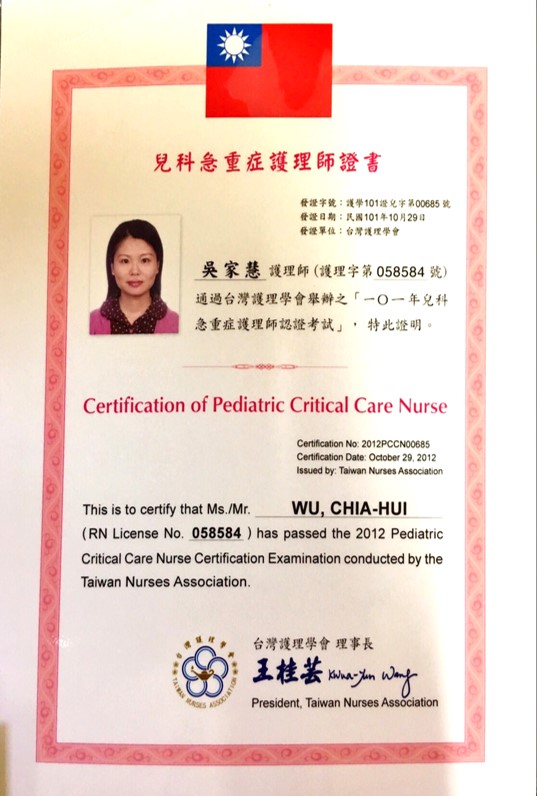 兒科急重症護理師證書
發證字號：護學101證兒字第00685號
發證日期：民國101年10月29日
發證單位：台灣護理學會
吳家慧 護理師(護理字第058584號)
通過台灣護理學會舉辦之「一○一年兒科
急重症護理師認證考試」，特此證明。
Certification of Pediatric Critical Care Nurse
Certification No: 2012PCCN00685
Certification Date: October 29, 2012
Issued by: Taiwan Nurses Association
This is to certify that Ms./Mr. WU, CHIA-HUI
( RN License No. 058584 ) has passed the 2012 Pediatric
Critical Care Nurse Certification Examination conducted by the
Taiwan Nurses Association.
台灣護理學會
TAIWAN NURSES ASSOCIATION
台灣護理學會 理事長
王桂芸 Kwua-Yun Wang
President, Taiwan Nurses Association